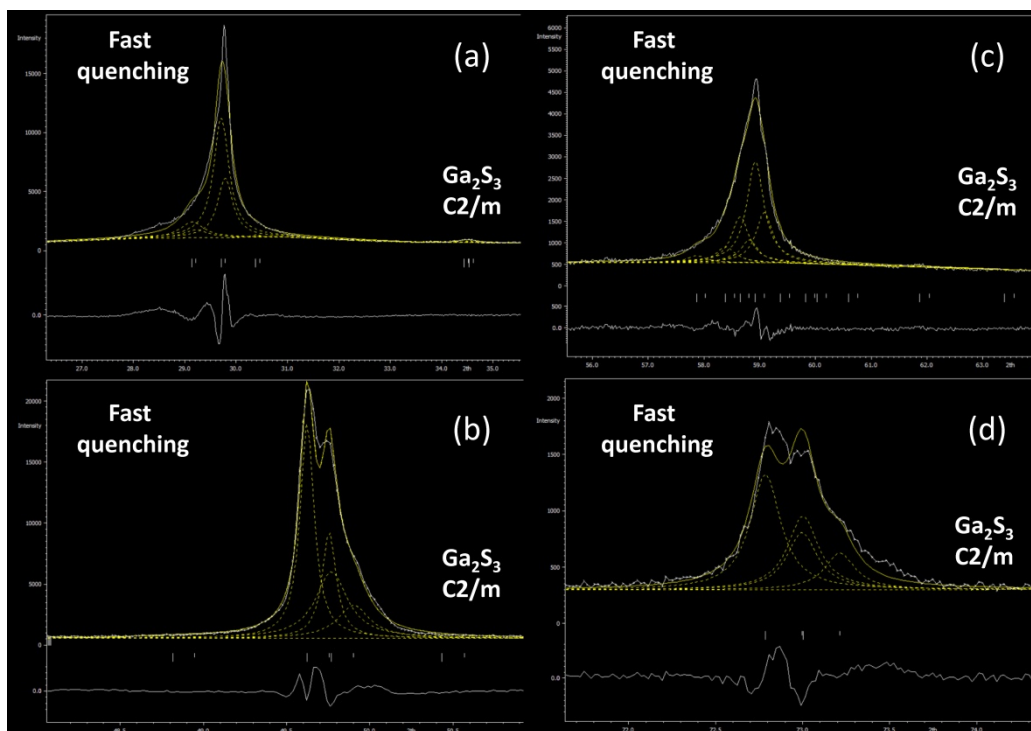 Intensity
Fast
quenching
(a)
15000
10000
Ga₂S₃
C2/m
5000
0
0.0
27.0 28.0 29.0 30.0 31.0 32.0 33.0 34.0 2th 35.0
6000
Intensity
Fast
quenching
(c)
5500
5000
4500
4000
3500
3000
Ga₂S₃
C2/m
2500
2000
1500
1000
500
0
500
0.0
56.0 57.0 58.0 59.0 60.0 61.0 62.0 63.0 2th
20000
Intensity
Fast
quenching
(b)
15000
10000
Ga₂S₃
C2/m
5000
0
0.0
2000
Intensity
Fast
quenching
(d)
1500
1000
Ga₂S₃
C2/m
500
0
0.0